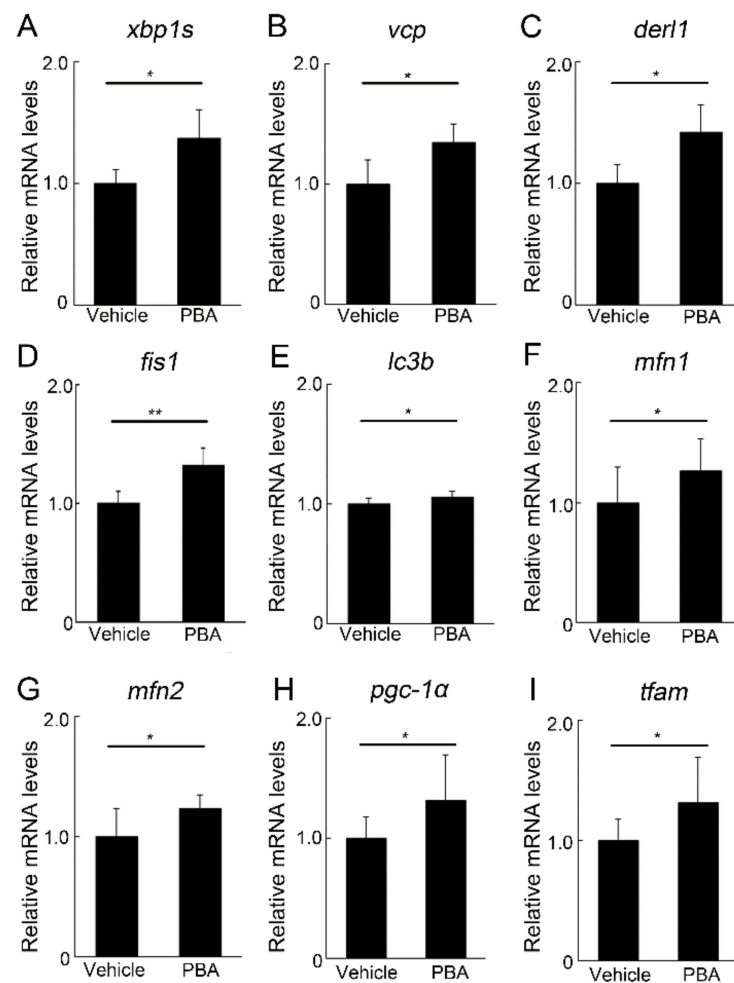 A xbp1s
2.0
*
Relative mRNA levels
1.0
0
Vehicle PBA
B vcp
2.0
*
Relative mRNA levels
1.0
0
Vehicle PBA
C derl1
2.0
*
Relative mRNA levels
1.0
0
Vehicle PBA
D fis1
2.0
**
Relative mRNA levels
1.0
0
Vehicle PBA
E lc3b
2.0
*
Relative mRNA levels
1.0
0
Vehicle PBA
F mfn1
2.0
*
Relative mRNA levels
1.0
0
Vehicle PBA
G mfn2
2.0
*
Relative mRNA levels
1.0
0
Vehicle PBA
H pgc-1α
2.0
*
Relative mRNA levels
1.0
0
Vehicle PBA
I tfam
2.0
*
Relative mRNA levels
1.0
0
Vehicle PBA